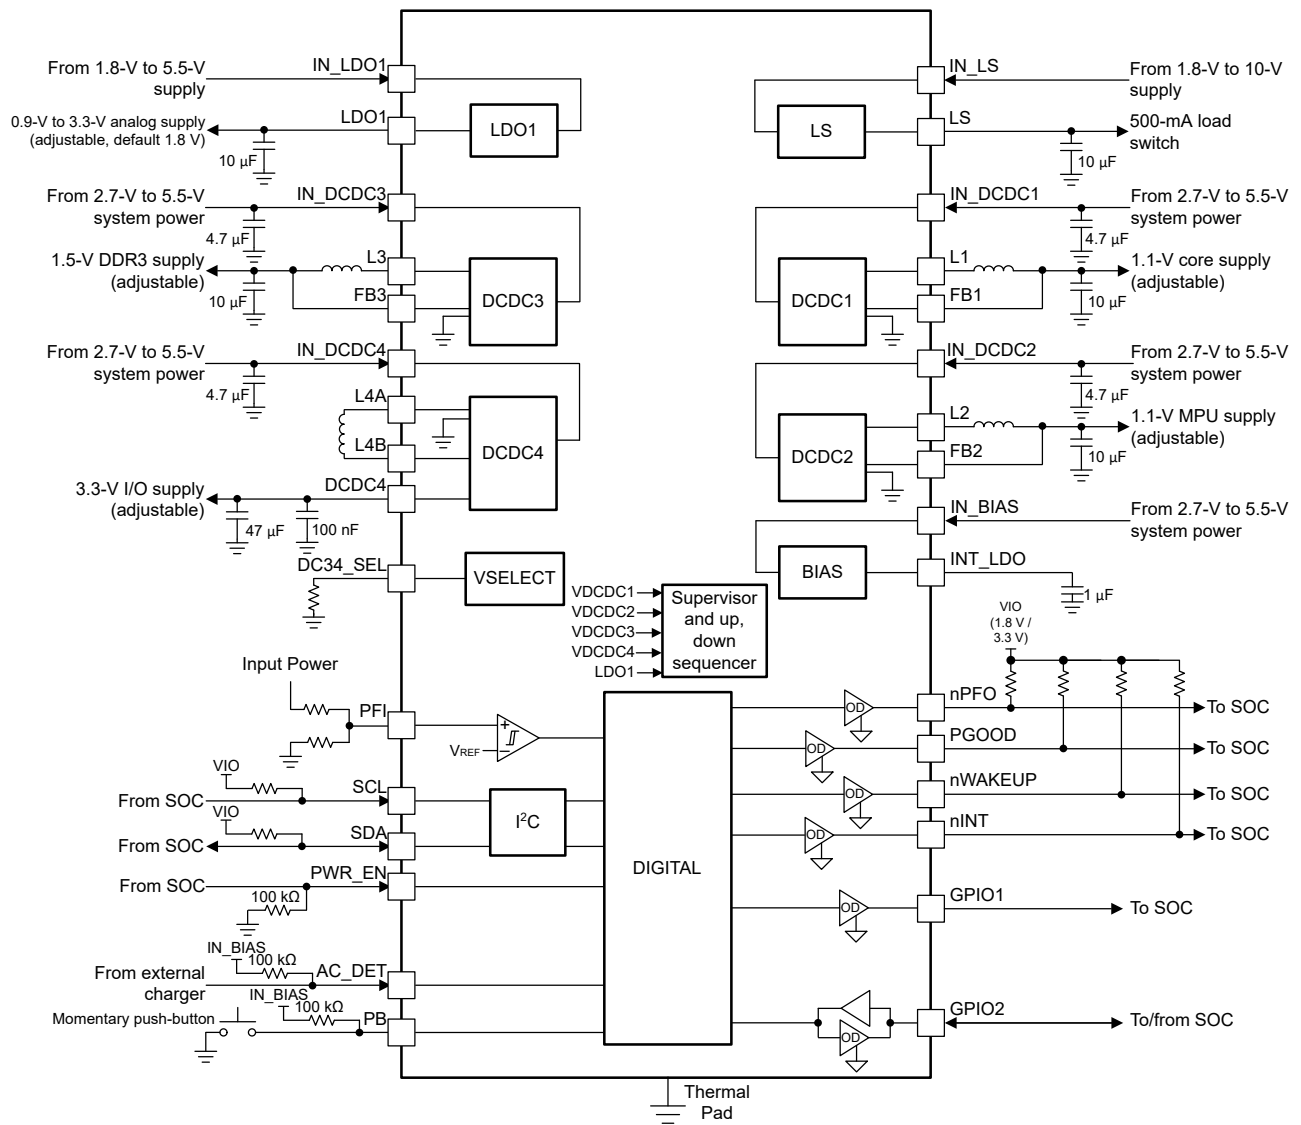 From 1.8-V to 5.5-V
supply
IN_LDO1
0.9-V to 3.3-V analog supply
(adjustable, default 1.8 V)
LDO1
10 µF
LDO1
From 2.7-V to 5.5-V
system power
IN_DCDC3
4.7 µF
1.5-V DDR3 supply
(adjustable)
L3
10 µF
FB3
DCDC3
From 2.7-V to 5.5-V
system power
IN_DCDC4
4.7 µF
L4A
L4B
DCDC4
3.3-V I/O supply
(adjustable)
DCDC4
47 µF
100 nF
DC34_SEL
VSELECT
IN_LS
From 1.8-V to 10-V
supply
LS
LS
500-mA load
switch
10 µF
IN_DCDC1
From 2.7-V to 5.5-V
system power
4.7 µF
L1
1.1-V core supply
(adjustable)
DCDC1
FB1
10 µF
IN_DCDC2
From 2.7-V to 5.5-V
system power
4.7 µF
L2
1.1-V MPU supply
(adjustable)
DCDC2
FB2
10 µF
IN_BIAS
From 2.7-V to 5.5-V
system power
BIAS
INT_LDO
1 µF
VDCDC1
VDCDC2
VDCDC3
VDCDC4
LDO1
Supervisor
and up,
down
sequencer
VIO
(1.8 V /
3.3 V)
Input Power
PFI
VREF
+
–
VIO
From SOC
SCL
VIO
From SOC
SDA
I²C
From SOC
PWR_EN
100 kΩ
IN_BIAS
100 kΩ
From external
charger
AC_DET
IN_BIAS
100 kΩ
Momentary push-button
PB
DIGITAL
OD
nPFO
To SOC
OD
PGOOD
To SOC
OD
nWAKEUP
To SOC
OD
nINT
To SOC
OD
GPIO1
To SOC
OD
GPIO2
To/from SOC
Thermal
Pad